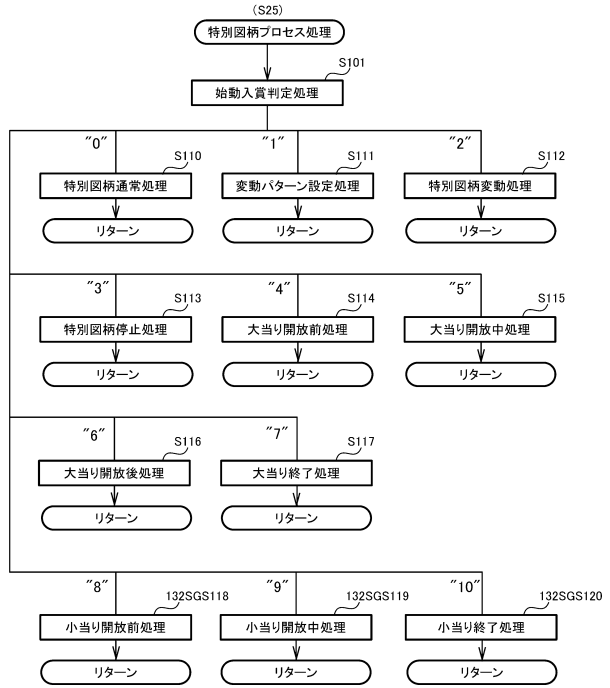 (S25)
特別図柄プロセス処理
S101
始動入賞判定処理
"0" "1" "2"
S110 S111 S112
特別図柄通常処理 変動パターン設定処理 特別図柄変動処理
リターン リターン リターン
"3" "4" "5"
S113 S114 S115
特別図柄停止処理 大当り開放前処理 大当り開放中処理
リターン リターン リターン
"6" "7"
S116 S117
大当り開放後処理 大当り終了処理
リターン リターン
"8" "9" "10"
132SGS118 132SGS119 132SGS120
小当り開放前処理 小当り開放中処理 小当り終了処理
リターン リターン リターン